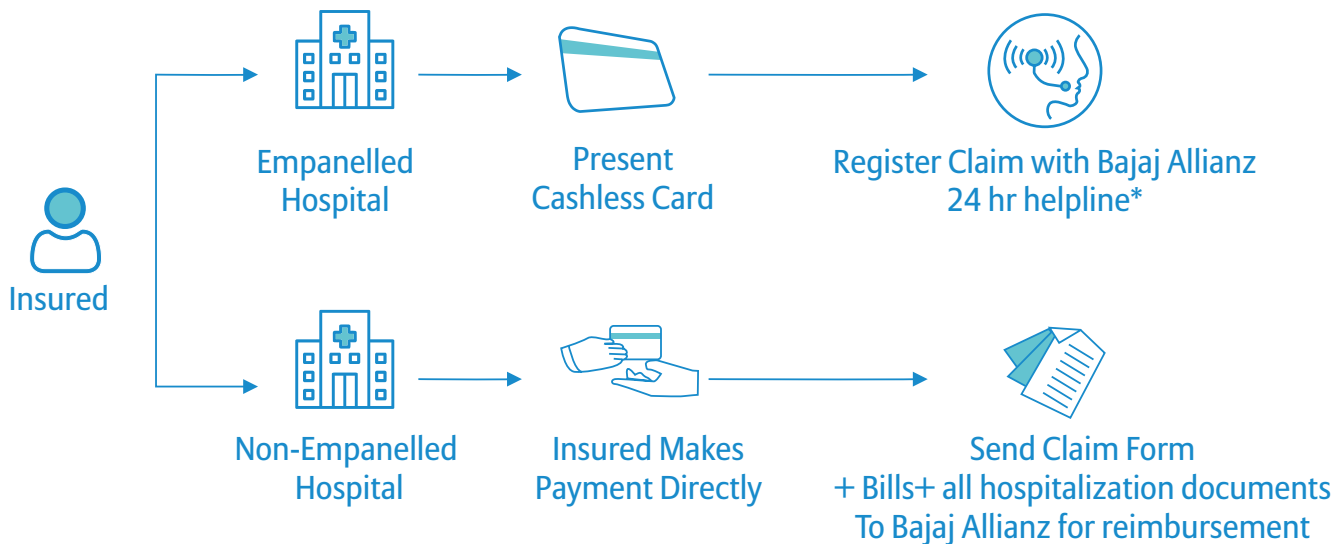 Insured
Empanelled
Hospital
Present
Cashless Card
Register Claim with Bajaj Allianz
24 hr helpline*
Non-Empanelled
Hospital
Insured Makes
Payment Directly
Send Claim Form
+ Bills+ all hospitalization documents
To Bajaj Allianz for reimbursement